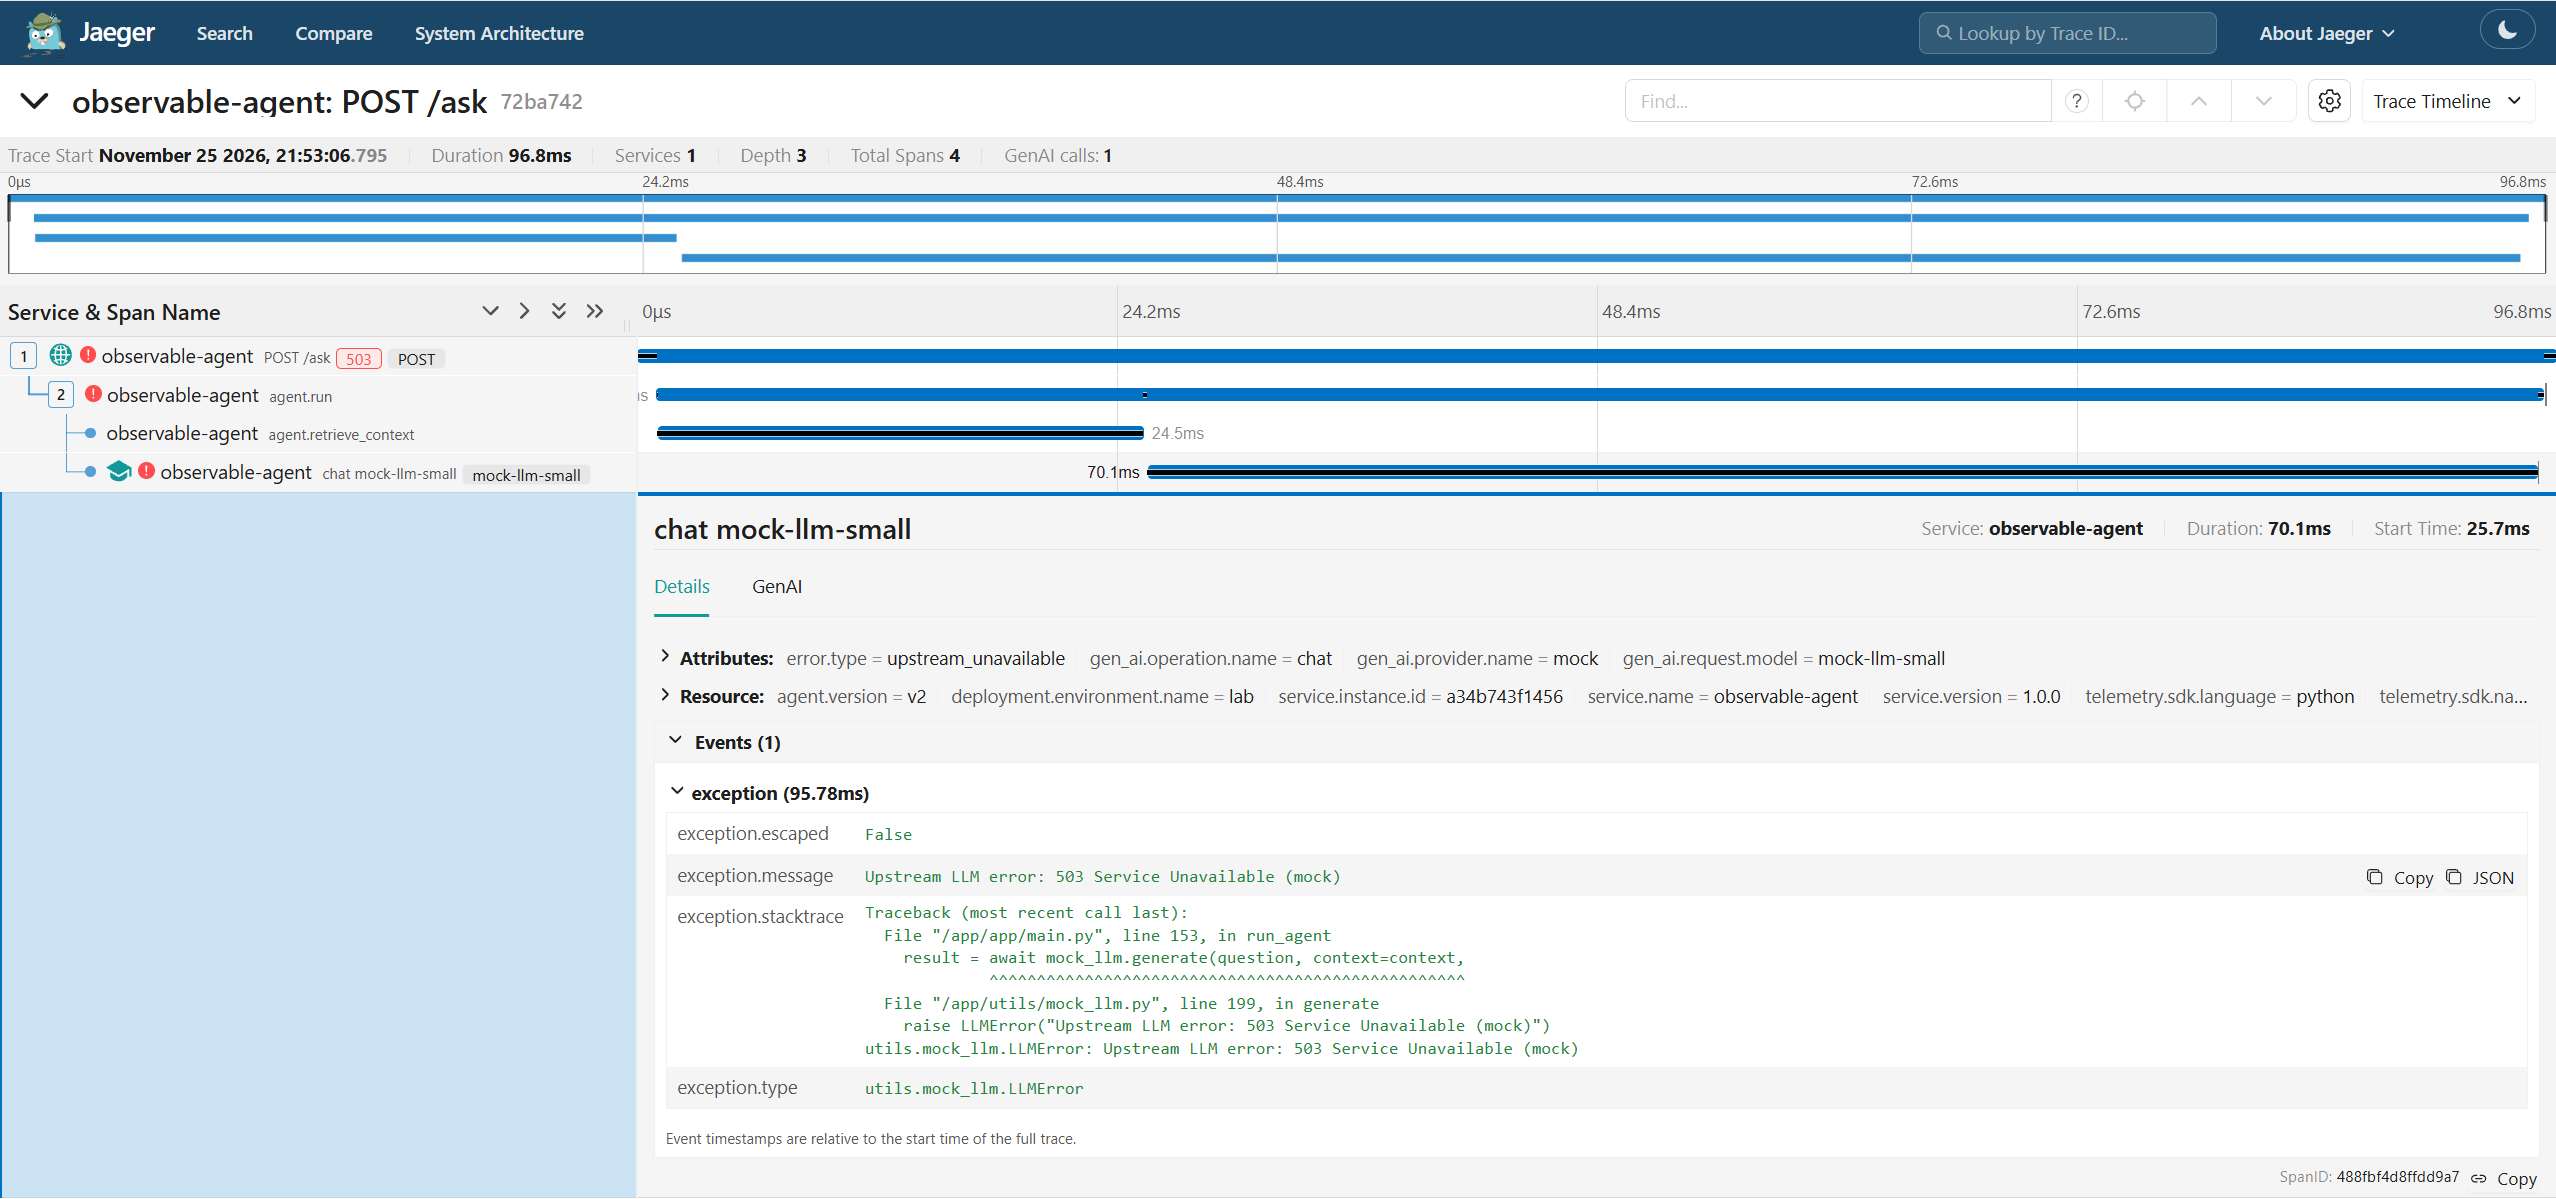 Jaeger Search Compare System Architecture Lookup by Trace ID... About Jaeger
observable-agent: POST /ask 72ba742 Find... ? Trace Timeline
Trace Start November 25 2026, 21:53:06.795 Duration 96.8ms Services 1 Depth 3 Total Spans 4 GenAI calls: 1
0μs 24.2ms 48.4ms 72.6ms 96.8ms
Service & Span Name 0μs 24.2ms 48.4ms 72.6ms 96.8ms
1 observable-agent POST /ask 503 POST
2 observable-agent agent.run
observable-agent agent.retrieve_context 24.5ms
observable-agent chat mock-llm-small mock-llm-small 70.1ms
chat mock-llm-small Service: observable-agent Duration: 70.1ms Start Time: 25.7ms
Details GenAI
Attributes: error.type = upstream_unavailable gen_ai.operation.name = chat gen_ai.provider.name = mock gen_ai.request.model = mock-llm-small
Resource: agent.version = v2 deployment.environment.name = lab service.instance.id = a34b743f1456 service.name = observable-agent service.version = 1.0.0 telemetry.sdk.language = python telemetry.sdk.na...
Events (1)
exception (95.78ms)
exception.escaped False
exception.message Upstream LLM error: 503 Service Unavailable (mock) Copy JSON
exception.stacktrace Traceback (most recent call last):
File "/app/app/main.py", line 153, in run_agent
result = await mock_llm.generate(question, context=context,
^^^^^^^^^^^^^^^^^^^^^^^^^^^^^^^^^^^^^^^^^^^^^^^^^^
File "/app/utils/mock_llm.py", line 199, in generate
raise LLMError("Upstream LLM error: 503 Service Unavailable (mock)")
utils.mock_llm.LLMError: Upstream LLM error: 503 Service Unavailable (mock)
exception.type utils.mock_llm.LLMError
Event timestamps are relative to the start time of the full trace.
SpanID: 488fbf4d8ffdd9a7 Copy